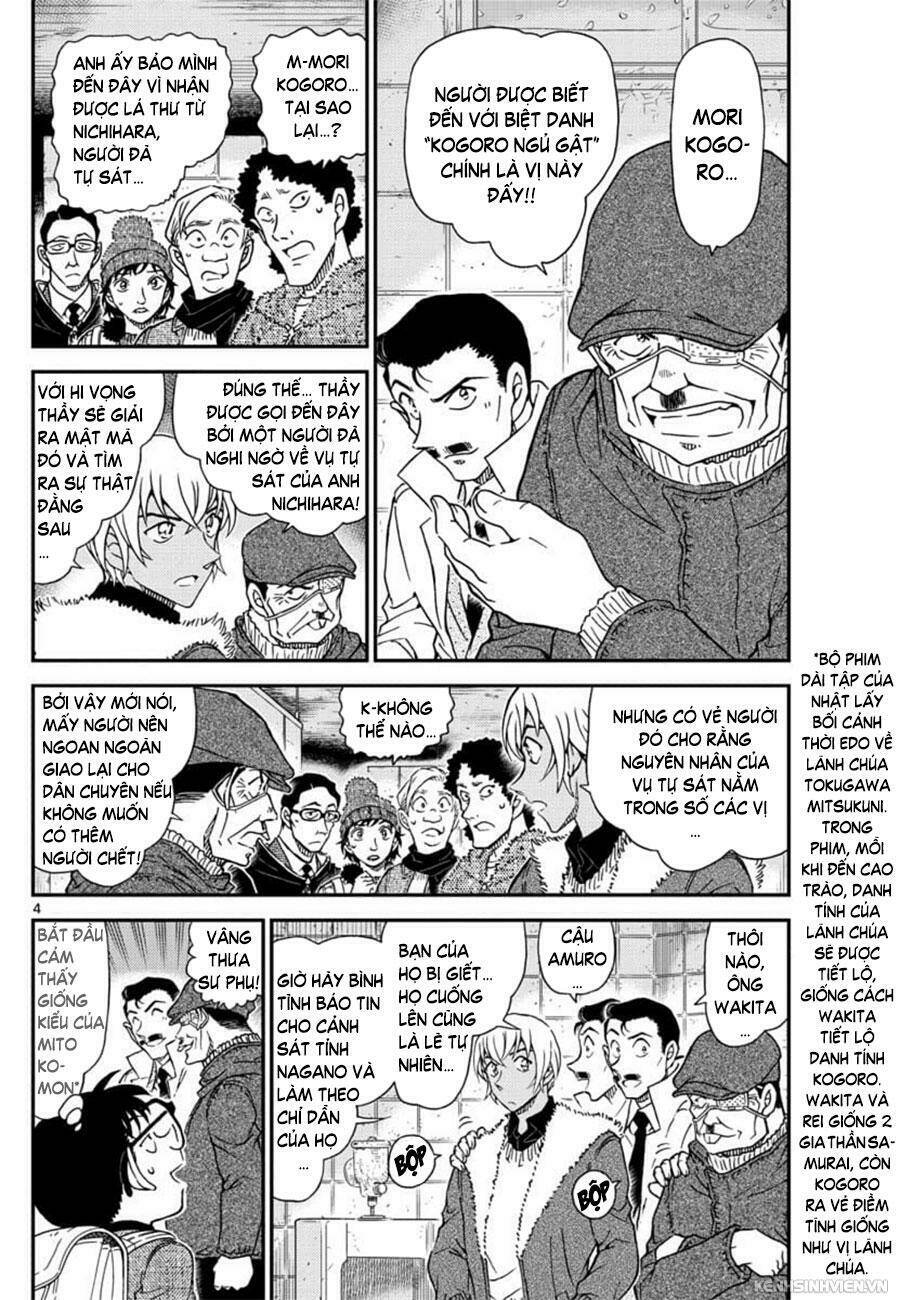 MORI
KOGO-
RO...
NGƯỜI ĐƯỢC BIẾT
ĐẾN VỚI BIỆT DANH
“KOGORO NGỦ GẬT”
CHÍNH LÀ VỊ NÀY
ĐẤY!!
M-MORI
KOGORO...
TẠI SAO
LẠI...?
ANH ẤY BẢO MÌNH
ĐẾN ĐÂY VÌ NHẬN
ĐƯỢC LÁ THƯ TỪ
NICHIHARA,
NGƯỜI ĐÃ
TỰ SÁT...
ĐÚNG THẾ... THẦY
ĐƯỢC GỌI ĐẾN ĐÂY
BỞI MỘT NGƯỜI ĐÃ
NGHI NGỜ VỀ VỤ TỰ
SÁT CỦA ANH
NICHIHARA!
VỚI HI VỌNG
THẦY SẼ GIẢI
RA MẬT MÃ
ĐÓ VÀ TÌM
RA SỰ THẬT
ĐẰNG
SAU
...
NHƯNG CÓ VẺ NGƯỜI
ĐÓ CHO RẰNG
NGUYÊN NHÂN CỦA
VỤ TỰ SÁT NẰM
TRONG SỐ CÁC VỊ
...
K-KHÔNG
THỂ NÀO...
BỞI VẬY MỚI NÓI,
MẤY NGƯỜI NÊN
NGOAN NGOÃN
GIAO LẠI CHO
DÂN CHUYÊN NẾU
KHÔNG MUỐN
CÓ THÊM
NGƯỜI CHẾT!
4
THÔI
NÀO,
ÔNG
WAKITA
...
CẬU
AMURO
...
BẠN CỦA
HỌ BỊ GIẾT...
HỌ CUỐNG
LÊN CŨNG
LÀ LẼ TỰ
NHIÊN...
GIỜ HÃY BÌNH
TĨNH BÁO TIN
CHO CẢNH
SÁT TỈNH
NAGANO VÀ
LÀM THEO
CHỈ DẪN
CỦA HỌ
...
BỘP
BỘP
VÂNG
THƯA
SƯ PHỤ!
BẮT ĐẦU
CẢM
THẤY
GIỐNG
KIỂU CỦA
MITO
KO-
MON*
*BỘ PHIM
DÀI TẬP CỦA
NHẬT LẤY
BỐI CẢNH
THỜI EDO VỀ
LÃNH CHÚA
TOKUGAWA
MITSUKUNI.
TRONG
PHIM, MỖI
KHI ĐẾN CAO
TRÀO, DANH
TÍNH CỦA
LÃNH CHÚA
SẼ ĐƯỢC
TIẾT LỘ,
GIỐNG CÁCH
WAKITA
TIẾT LỘ
DANH TÍNH
KOGORO.
WAKITA VÀ
REI GIỐNG 2
GIA THẦN SA-
MURAI, CÒN
KOGORO
RA VẺ ĐIỀM
TĨNH GIỐNG
NHƯ VỊ LÃNH
CHÚA.
KENHSINHVIEN.VN